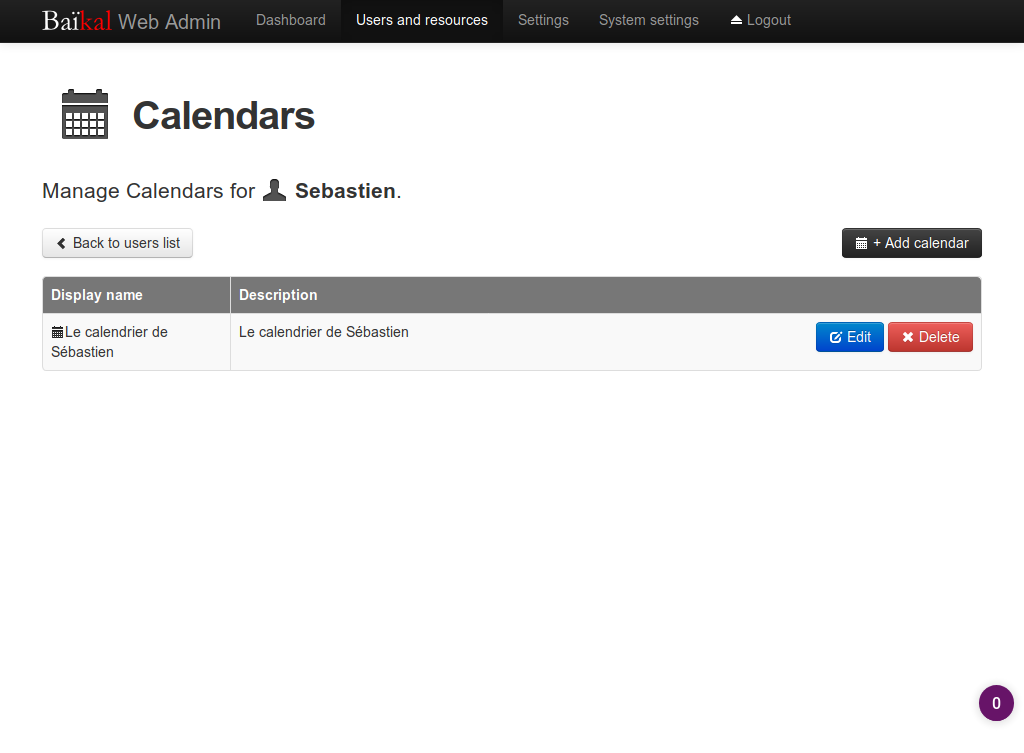 Baïkal Web Admin Dashboard Users and resources Settings System settings Logout
Calendars
Manage Calendars for Sebastien.
Back to users list + Add calendar
Display name Description
Le calendrier de Le calendrier de Sébastien Edit Delete
Sébastien
0